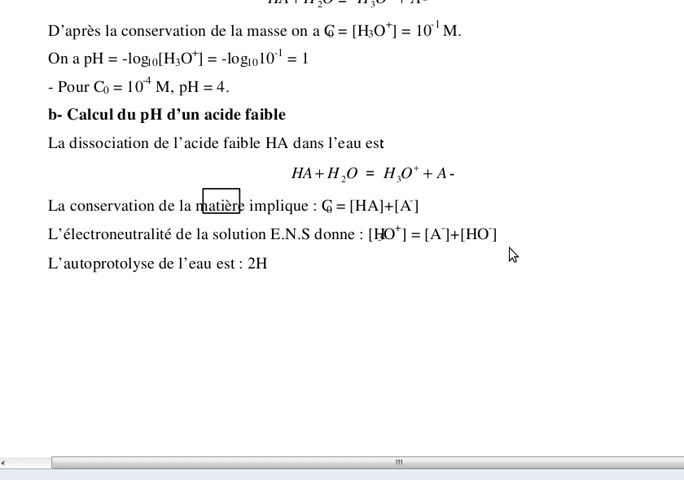 HA + H₂O = H₃O⁺ + A-
D'après la conservation de la masse on a C₀ = [H₃O⁺] = 10⁻¹ M.
On a pH = -log₁₀[H₃O⁺] = -log₁₀10⁻¹ = 1
- Pour C₀ = 10⁻⁴ M, pH = 4.
b- Calcul du pH d'un acide faible
La dissociation de l'acide faible HA dans l'eau est
HA + H₂O = H₃O⁺ + A-
La conservation de la matière implique : C₀ = [HA]+[A⁻]
L'électroneutralité de la solution E.N.S donne : [H₃O⁺] = [A⁻]+[HO⁻]
L'autoprotolyse de l'eau est : 2H